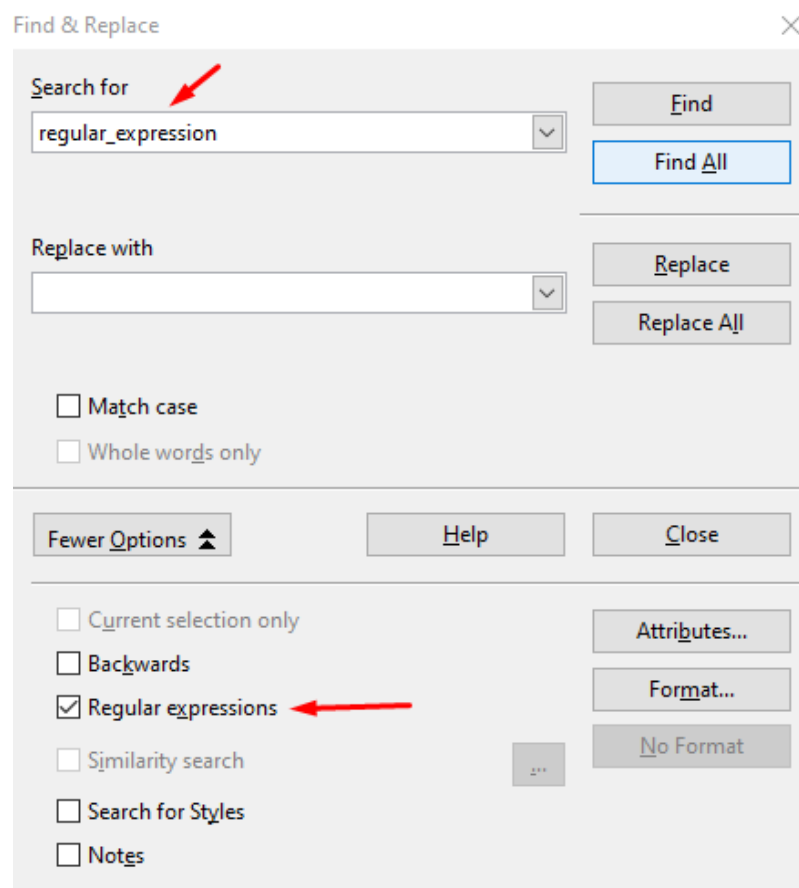 Find & Replace
Search for
Find
regular_expression
Find All
Replace with
Replace
Replace All
Match case
Whole words only
Fewer Options
Help
Close
Current selection only
Attributes...
Backwards
Format...
Regular expressions
No Format
Similarity search
...
Search for Styles
Notes